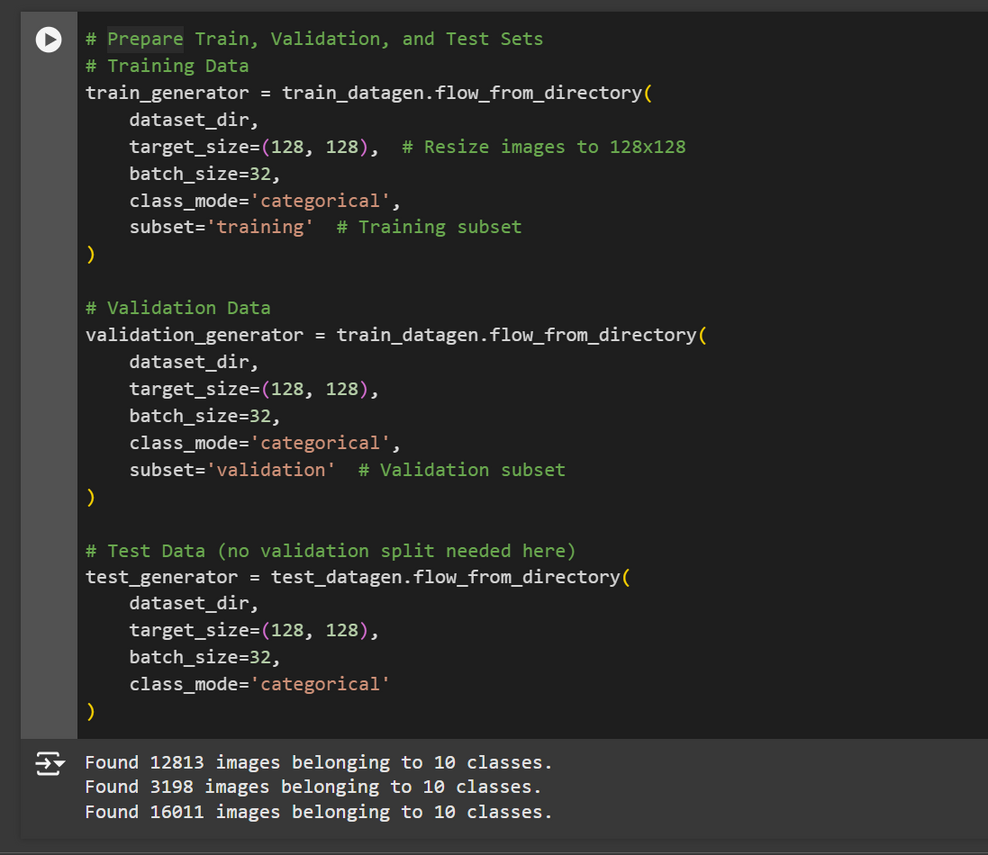 # Prepare Train, Validation, and Test Sets
# Training Data
train_generator = train_datagen.flow_from_directory(
    dataset_dir,
    target_size=(128, 128),  # Resize images to 128x128
    batch_size=32,
    class_mode='categorical',
    subset='training'  # Training subset
)

# Validation Data
validation_generator = train_datagen.flow_from_directory(
    dataset_dir,
    target_size=(128, 128),
    batch_size=32,
    class_mode='categorical',
    subset='validation'  # Validation subset
)

# Test Data (no validation split needed here)
test_generator = test_datagen.flow_from_directory(
    dataset_dir,
    target_size=(128, 128),
    batch_size=32,
    class_mode='categorical'
)
Found 12813 images belonging to 10 classes.
Found 3198 images belonging to 10 classes.
Found 16011 images belonging to 10 classes.